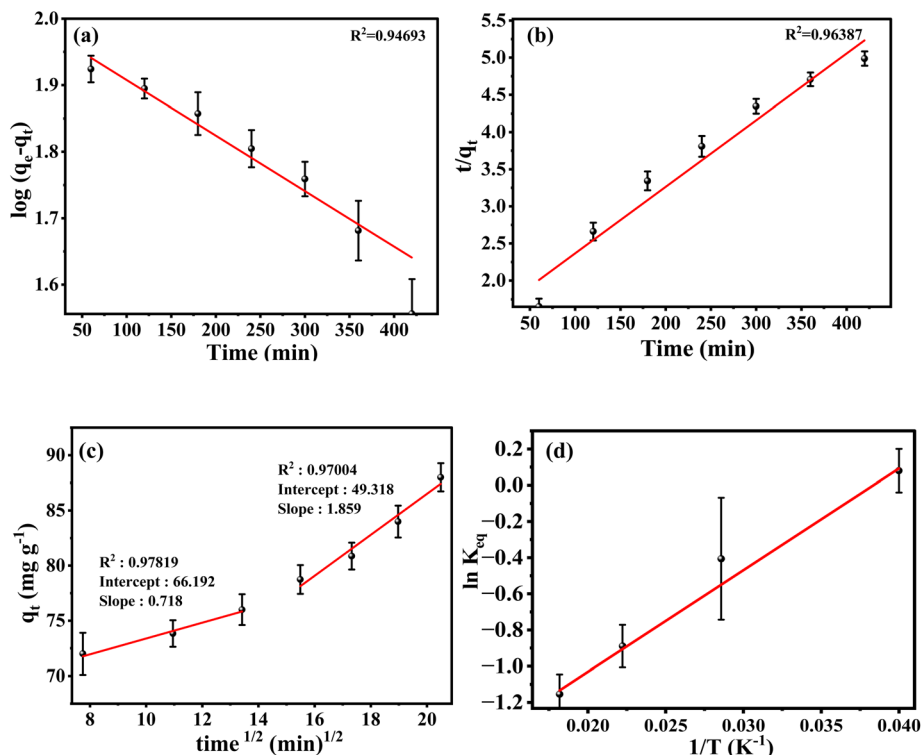 (a)
R²=0.94693
2.0
1.9
1.8
1.7
1.6
log (qₑ-qₜ)
50 100 150 200 250 300 350 400
Time (min)
(b)
R²=0.96387
5.0
4.5
4.0
3.5
3.0
2.5
2.0
t/qₜ
50 100 150 200 250 300 350 400
Time (min)
(c)
R² : 0.97004
Intercept : 49.318
Slope : 1.859
R² : 0.97819
Intercept : 66.192
Slope : 0.718
90
85
80
75
70
qₜ (mg g⁻¹)
8 10 12 14 16 18 20
time ¹/² (min)¹/²
(d)
0.2
0.0
−0.2
−0.4
−0.6
−0.8
−1.0
−1.2
ln Keq
0.020 0.025 0.030 0.035 0.040
1/T (K⁻¹)